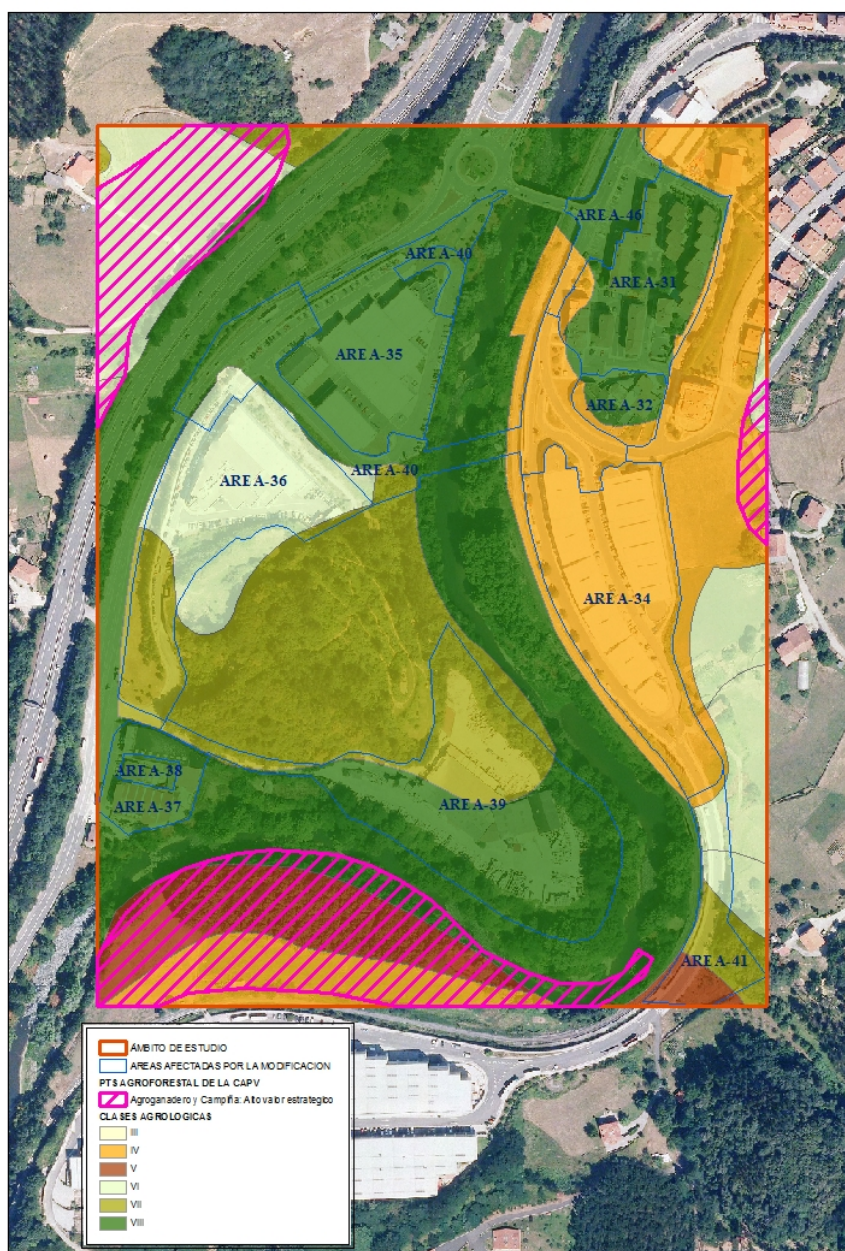 AREA-46
AREA-40
AREA-31
AREA-35
AREA-32
AREA-40
AREA-36
AREA-34
AREA-38
AREA-37
AREA-39
AREA-41
ÁMBITO DE ESTUDIO
AREAS AFECTADAS POR LA MODIFICACION
PTS AGROFORESTAL DE LA CAPV
Agroganadero y Campiña: Alto valor estrategico
CLASES AGROLOGICAS
III
IV
V
VI
VII
VIII